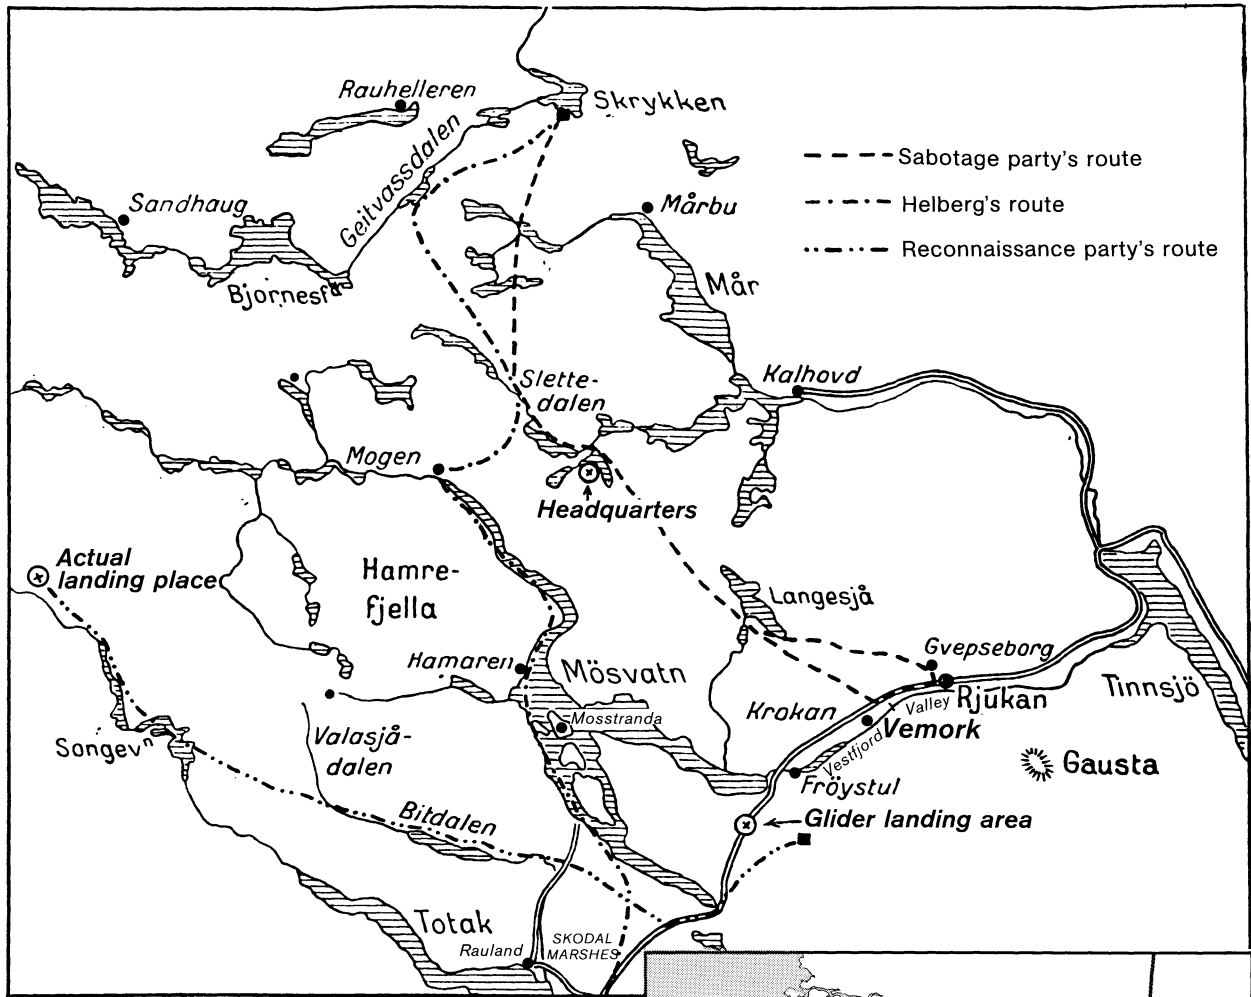 Rauhelleren
Skrykken
Geitvassdalen
Sabotage party's route
Helberg's route
Reconnaissance party's route
Sandhaug
Mårbu
Mår
Slette-
dalen
Kalhovd
Mogen
Headquarters
Actual
landing place
Hamre-
fjella
Langesjå
Hamaren
Mösvatn
Gvepseborg
Tinnsjö
Mosstranda
Krokan
Valley
Rjukan
Vemork
Vestfjord
Songevn
Valasjå-
dalen
Gausta
Fröystul
Bitdalen
Glider landing area
Totak
Rauland
SKODAL
MARSHES